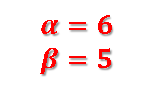 α = 6
β = 5